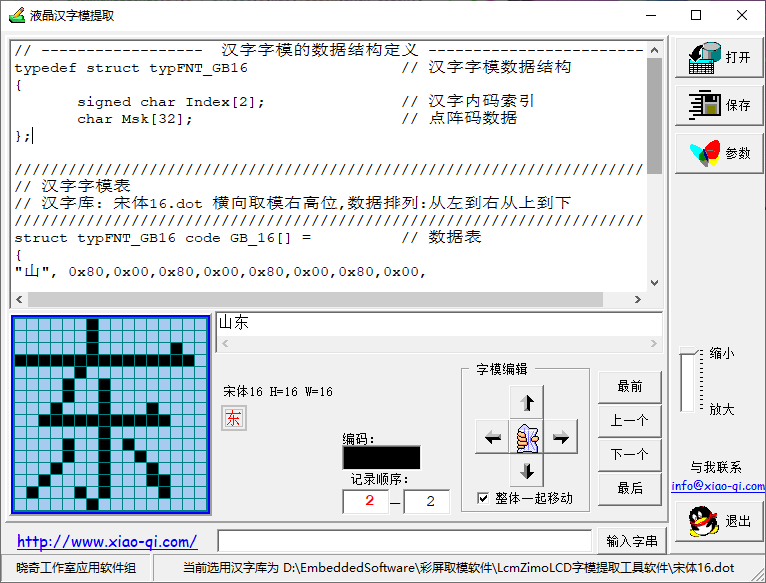 液晶汉字模提取
// ------------------ 汉字字模的数据结构定义 ------------------------
typedef struct typFNT_GB16 // 汉字字模数据结构
{
signed char Index[2]; // 汉字内码索引
char Msk[32]; // 点阵码数据
};
//////////////////////////////////////////////////////////////////////
// 汉字字模表
// 汉字库: 宋体16.dot 横向取模右高位,数据排列:从左到右从上到下
//////////////////////////////////////////////////////////////////////
struct typFNT_GB16 code GB_16[] = // 数据表
{
"山", 0x80,0x00,0x80,0x00,0x80,0x00,0x80,0x00,
打开
保存
参数
山东
宋体16 H=16 W=16
东
编码:
记录顺序:
2 — 2
字模编辑
整体一起移动
最前
上一个
下一个
最后
缩小
放大
与我联系
info@xiao-qi.com
退出
http://www.xiao-qi.com/
输入字串
晓奇工作室应用软件组
当前选用汉字库为 D:\EmbeddedSoftware\彩屏取模软件\LcmZimoLCD字模提取工具软件\宋体16.dot